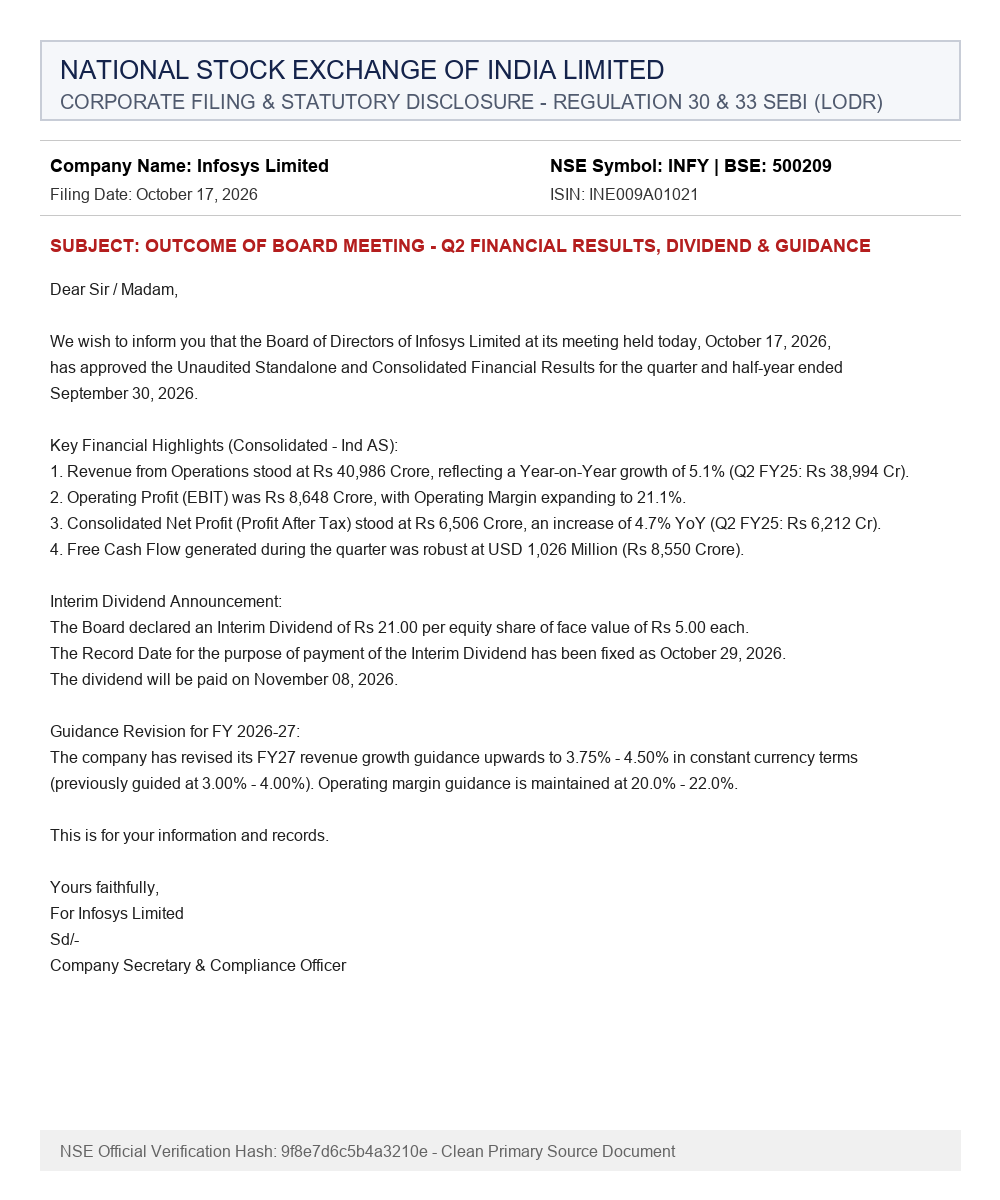 NATIONAL STOCK EXCHANGE OF INDIA LIMITED
CORPORATE FILING & STATUTORY DISCLOSURE - REGULATION 30 & 33 SEBI (LODR)
Company Name: Infosys Limited
NSE Symbol: INFY | BSE: 500209
Filing Date: October 17, 2026
ISIN: INE009A01021
SUBJECT: OUTCOME OF BOARD MEETING - Q2 FINANCIAL RESULTS, DIVIDEND & GUIDANCE
Dear Sir / Madam,
We wish to inform you that the Board of Directors of Infosys Limited at its meeting held today, October 17, 2026,
has approved the Unaudited Standalone and Consolidated Financial Results for the quarter and half-year ended
September 30, 2026.
Key Financial Highlights (Consolidated - Ind AS):
1. Revenue from Operations stood at Rs 40,986 Crore, reflecting a Year-on-Year growth of 5.1% (Q2 FY25: Rs 38,994 Cr).
2. Operating Profit (EBIT) was Rs 8,648 Crore, with Operating Margin expanding to 21.1%.
3. Consolidated Net Profit (Profit After Tax) stood at Rs 6,506 Crore, an increase of 4.7% YoY (Q2 FY25: Rs 6,212 Cr).
4. Free Cash Flow generated during the quarter was robust at USD 1,026 Million (Rs 8,550 Crore).
Interim Dividend Announcement:
The Board declared an Interim Dividend of Rs 21.00 per equity share of face value of Rs 5.00 each.
The Record Date for the purpose of payment of the Interim Dividend has been fixed as October 29, 2026.
The dividend will be paid on November 08, 2026.
Guidance Revision for FY 2026-27:
The company has revised its FY27 revenue growth guidance upwards to 3.75% - 4.50% in constant currency terms
(previously guided at 3.00% - 4.00%). Operating margin guidance is maintained at 20.0% - 22.0%.
This is for your information and records.
Yours faithfully,
For Infosys Limited
Sd/-
Company Secretary & Compliance Officer
NSE Official Verification Hash: 9f8e7d6c5b4a3210e - Clean Primary Source Document